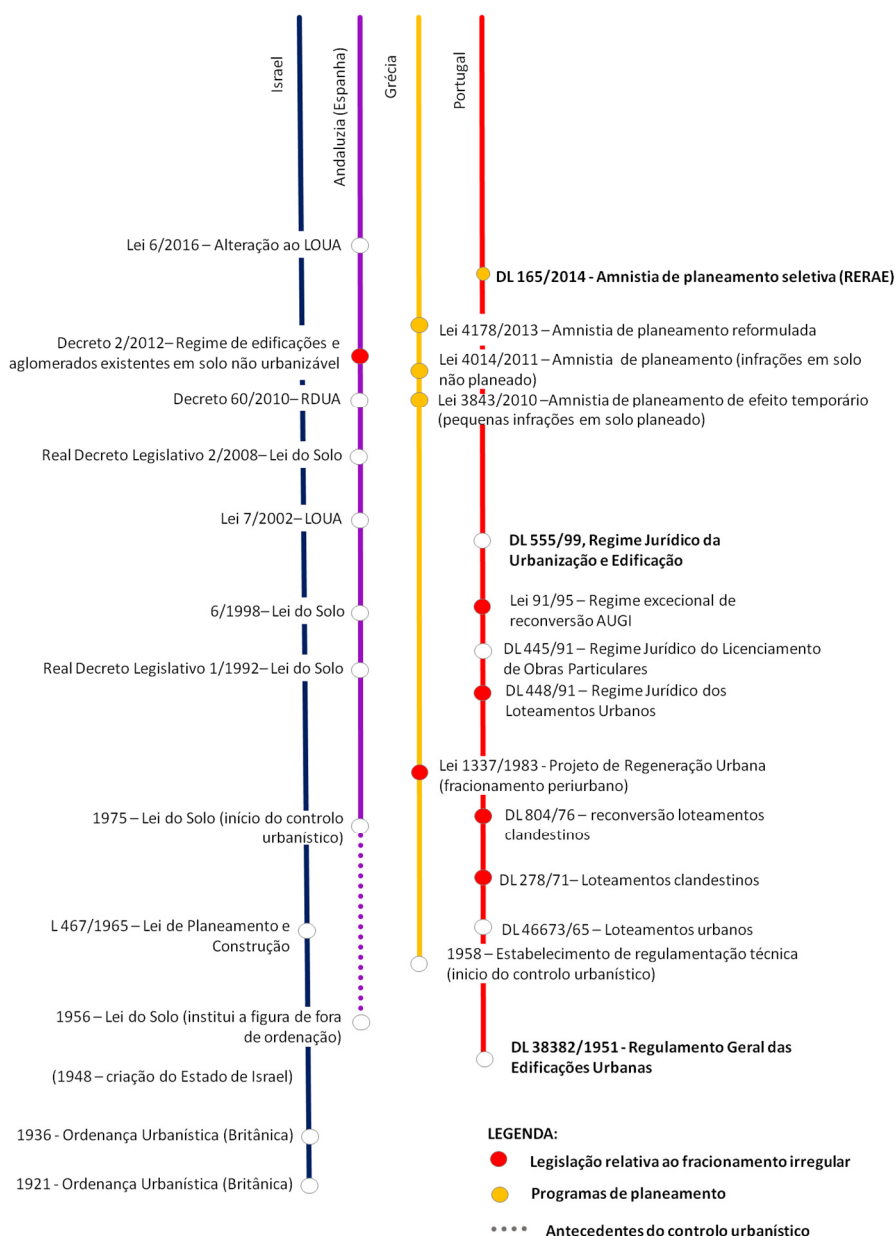 Israel
Andaluzia (Espanha)
Grécia
Portugal
Lei 6/2016 – Alteração ao LOUA
DL 165/2014 - Amnistia de planeamento seletiva (RERAE)
Lei 4178/2013 – Amnistia de planeamento reformulada
Decreto 2/2012– Regime de edificações e
aglomerados existentes em solo não urbanizável
Lei 4014/2011 – Amnistia de planeamento (infrações em solo
não planeado)
Decreto 60/2010– RDUA
Lei 3843/2010 – Amnistia de planeamento de efeito temporário
(pequenas infrações em solo planeado)
Real Decreto Legislativo 2/2008– Lei do Solo
Lei 7/2002– LOUA
DL 555/99, Regime Jurídico da
Urbanização e Edificação
6/1998– Lei do Solo
Lei 91/95 – Regime excecional de
reconversão AUGI
DL 445/91 – Regime Jurídico do Licenciamento
de Obras Particulares
Real Decreto Legislativo 1/1992– Lei do Solo
DL 448/91 – Regime Jurídico dos
Loteamentos Urbanos
Lei 1337/1983 - Projeto de Regeneração Urbana
(fracionamento periurbano)
1975 – Lei do Solo (início do controlo
urbanístico)
DL 804/76 – reconversão loteamentos
clandestinos
DL 278/71– Loteamentos clandestinos
L 467/1965 – Lei de Planeamento e
Construção
DL 46673/65 – Loteamentos urbanos
1958 – Estabelecimento de regulamentação técnica
(inicio do controlo urbanístico)
1956 – Lei do Solo (institui a figura de fora
de ordenação)
DL 38382/1951 - Regulamento Geral das
Edificações Urbanas
(1948 – criação do Estado de Israel)
1936 - Ordenança Urbanística (Britânica)
1921 - Ordenança Urbanística (Britânica)
LEGENDA:
Legislação relativa ao fracionamento irregular
Programas de planeamento
Antecedentes do controlo urbanístico